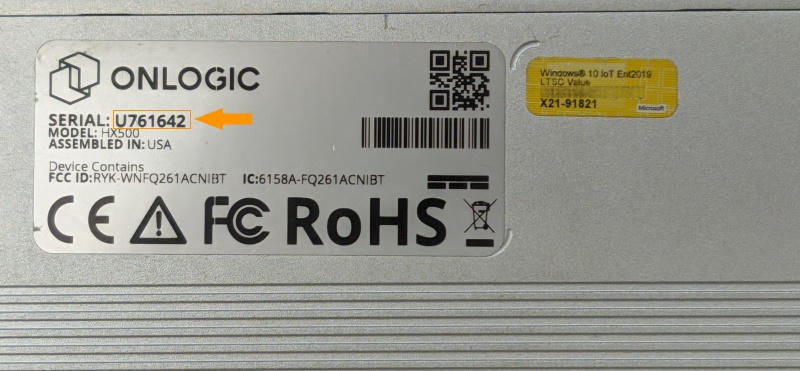 ONLOGIC
SERIAL: U761642
MODEL: HX500
ASSEMBLED IN: USA
Device Contains
FCC ID:RYK-WNFQ261ACNIBT IC:6158A-FQ261ACNIBT
CE FC RoHS
Windows® 10 IoT Ent2019
LTSC Value
X21-91821
Microsoft